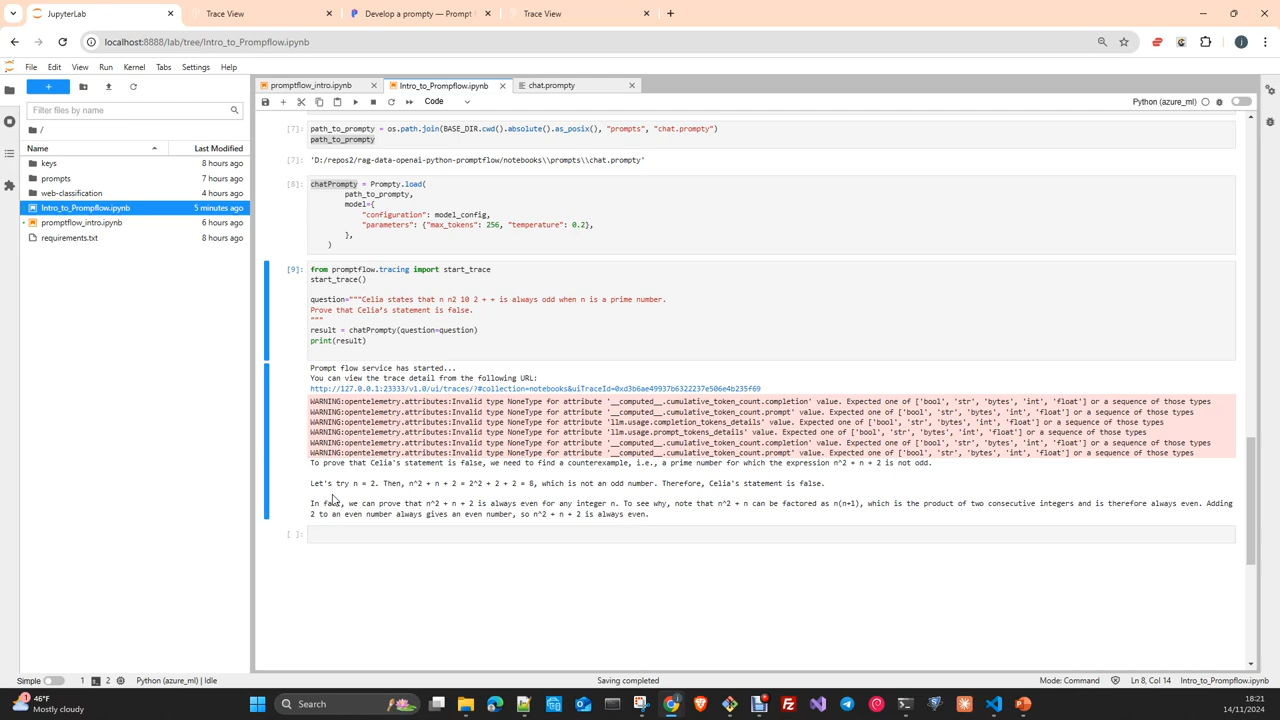 JupyterLab
Trace View
Develop a prompty — Prompt
Trace View
localhost:8888/lab/tree/Intro_to_Prompflow.ipynb
File Edit View Run Kernel Tabs Settings Help
promptflow_intro.ipynb
Intro_to_Prompflow.ipynb
chat.prompty
Filter files by name
Code
Python (azure_ml)
/
Name Last Modified
keys 8 hours ago
prompts 7 hours ago
web-classification 4 hours ago
Intro_to_Prompflow.ipynb 5 minutes ago
promptflow_intro.ipynb 6 hours ago
requirements.txt 8 hours ago
[7]: path_to_prompty = os.path.join(BASE_DIR.cwd().absolute().as_posix(), "prompts", "chat.prompty")
path_to_prompty
[7]: 'D:/repos2/rag-data-openai-python-promptflow/notebooks\\prompts\\chat.prompty'
[8]: chatPrompty = Prompty.load(
path_to_prompty,
model={
"configuration": model_config,
"parameters": {"max_tokens": 256, "temperature": 0.2},
},
)
[9]: from promptflow.tracing import start_trace
start_trace()
question="""Celia states that n n2 10 2 + + is always odd when n is a prime number.
Prove that Celia's statement is false.
"""
result = chatPrompty(question=question)
print(result)
Prompt flow service has started...
You can view the trace detail from the following URL:
http://127.0.0.1:23333/v1.0/ui/traces/?#collection=notebooks&uiTraceId=0xd3b6ae49937b6322237e506e4b235f69
WARNING:opentelemetry.attributes:Invalid type NoneType for attribute '__computed__.cumulative_token_count.completion' value. Expected one of ['bool', 'str', 'bytes', 'int', 'float'] or a sequence of those types
WARNING:opentelemetry.attributes:Invalid type NoneType for attribute '__computed__.cumulative_token_count.prompt' value. Expected one of ['bool', 'str', 'bytes', 'int', 'float'] or a sequence of those types
WARNING:opentelemetry.attributes:Invalid type NoneType for attribute 'llm.usage.completion_tokens_details' value. Expected one of ['bool', 'str', 'bytes', 'int', 'float'] or a sequence of those types
WARNING:opentelemetry.attributes:Invalid type NoneType for attribute 'llm.usage.prompt_tokens_details' value. Expected one of ['bool', 'str', 'bytes', 'int', 'float'] or a sequence of those types
WARNING:opentelemetry.attributes:Invalid type NoneType for attribute '__computed__.cumulative_token_count.completion' value. Expected one of ['bool', 'str', 'bytes', 'int', 'float'] or a sequence of those types
WARNING:opentelemetry.attributes:Invalid type NoneType for attribute '__computed__.cumulative_token_count.prompt' value. Expected one of ['bool', 'str', 'bytes', 'int', 'float'] or a sequence of those types
To prove that Celia's statement is false, we need to find a counterexample, i.e., a prime number for which the expression n^2 + n + 2 is not odd.
Let's try n = 2. Then, n^2 + n + 2 = 2^2 + 2 + 2 = 8, which is not an odd number. Therefore, Celia's statement is false.
In fact, we can prove that n^2 + n + 2 is always even for any integer n. To see why, note that n^2 + n can be factored as n(n+1), which is the product of two consecutive integers and is therefore always even. Adding
2 to an even number always gives an even number, so n^2 + n + 2 is always even.
[ ]:
Simple 1 2 Python (azure_ml) | Idle
Saving completed
Mode: Command Ln 8, Col 14 Intro_to_Prompflow.ipynb
46°F
Mostly cloudy
Search
18:21
14/11/2024